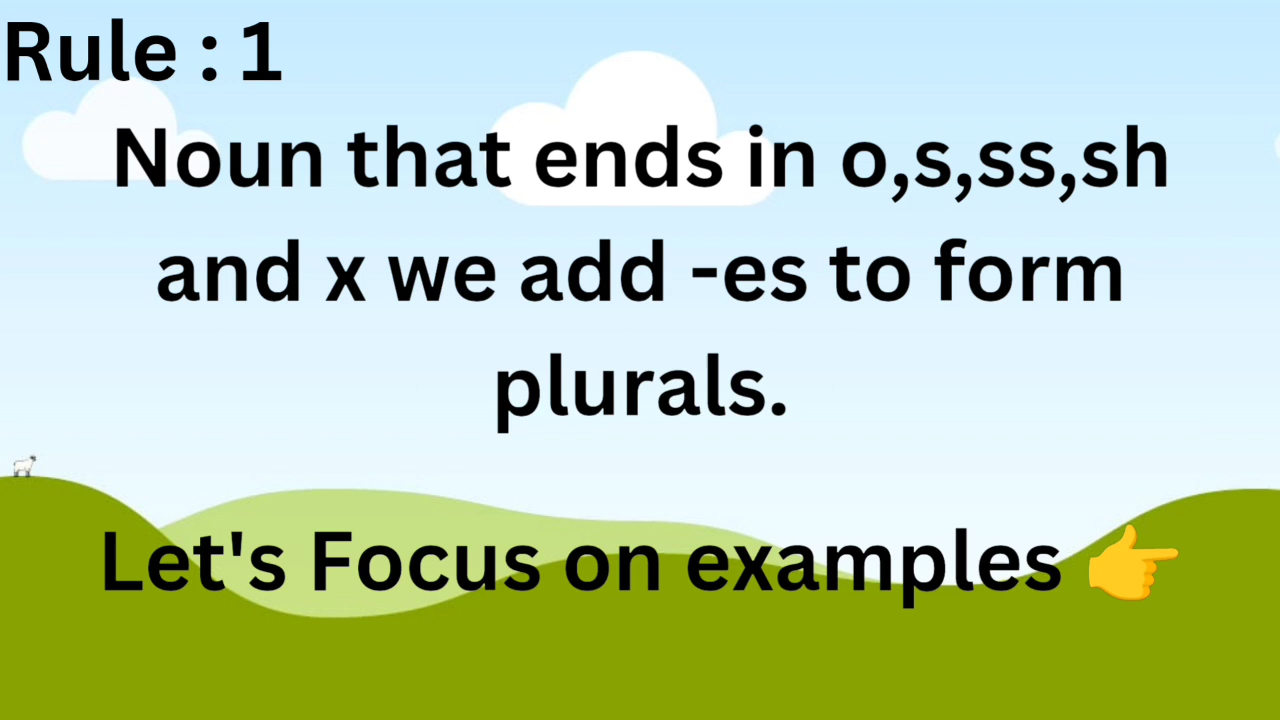 Rule : 1
Noun that ends in o,s,ss,sh
and x we add -es to form
plurals.
Let's Focus on examples 👉